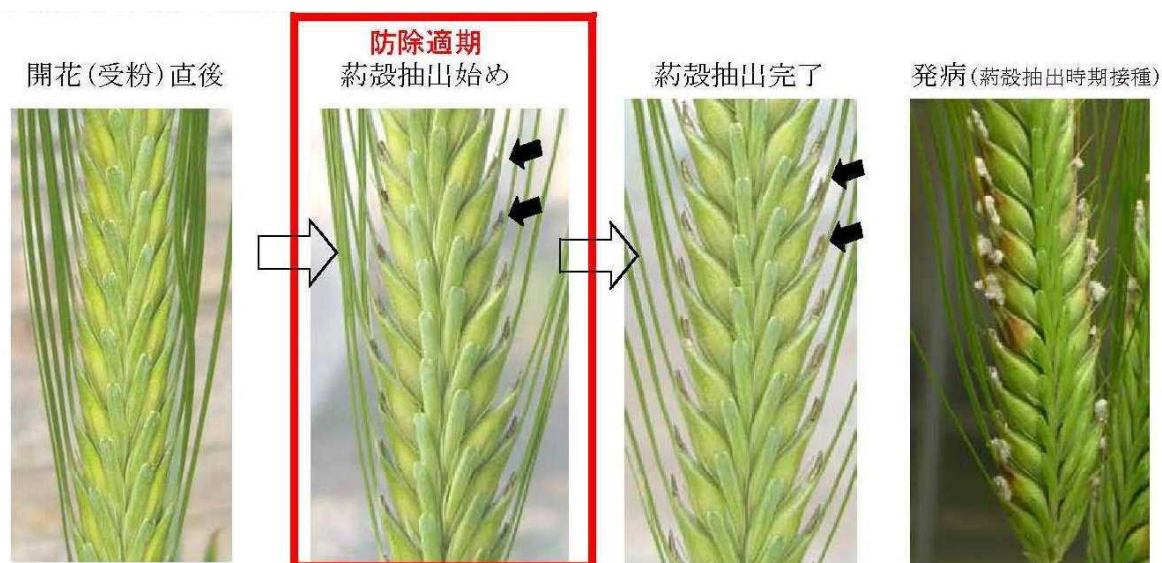 防除適期
開花(受粉)直後
葯殻抽出始め
葯殻抽出完了
発病(葯殻抽出時期接種)